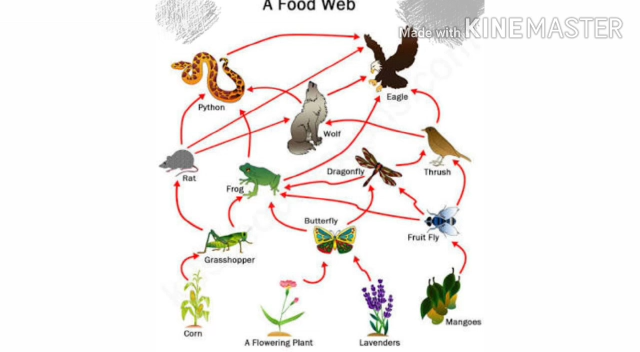 A Food Web
Made with KINEMASTER
Python
Eagle
Wolf
Rat
Frog
Dragonfly
Thrush
Butterfly
Grasshopper
Fruit Fly
Corn
A Flowering Plant
Lavenders
Mangoes